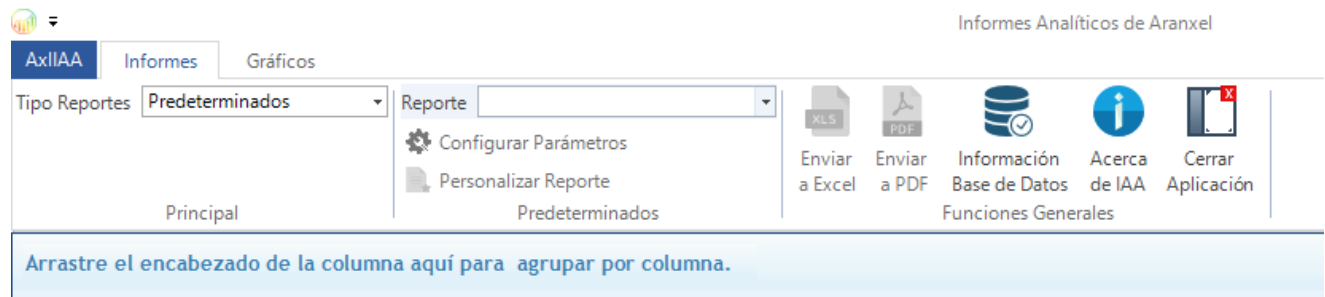 Informes Analíticos de Aranxel
AxIIAA Informes Gráficos
Tipo Reportes Predeterminados
Principal
Reporte
Configurar Parámetros
Personalizar Reporte
Predeterminados
XLS
Enviar
a Excel
PDF
Enviar
a PDF
Información
Base de Datos
i
Acerca
de IAA
X
Cerrar
Aplicación
Funciones Generales
Arrastre el encabezado de la columna aquí para agrupar por columna.